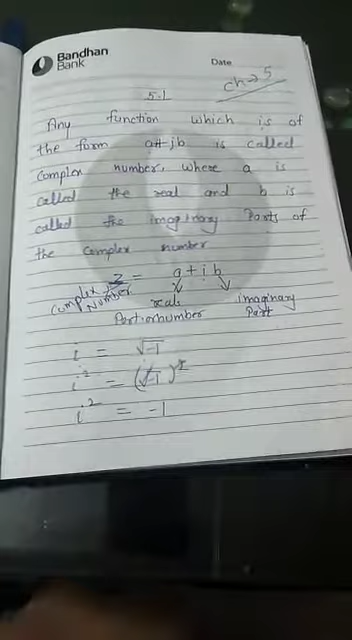 Bandhan
Bank
Date
ch→5
5.1
Any function which is of
the form a+jb is called
Complex number, where a is
called the real and b is
called the imaginary Parts of
the complex number
Complex Number z = a+ib
real Part or number
imaginary Part
i = √-1
i² = (√-1)²
i² = -1